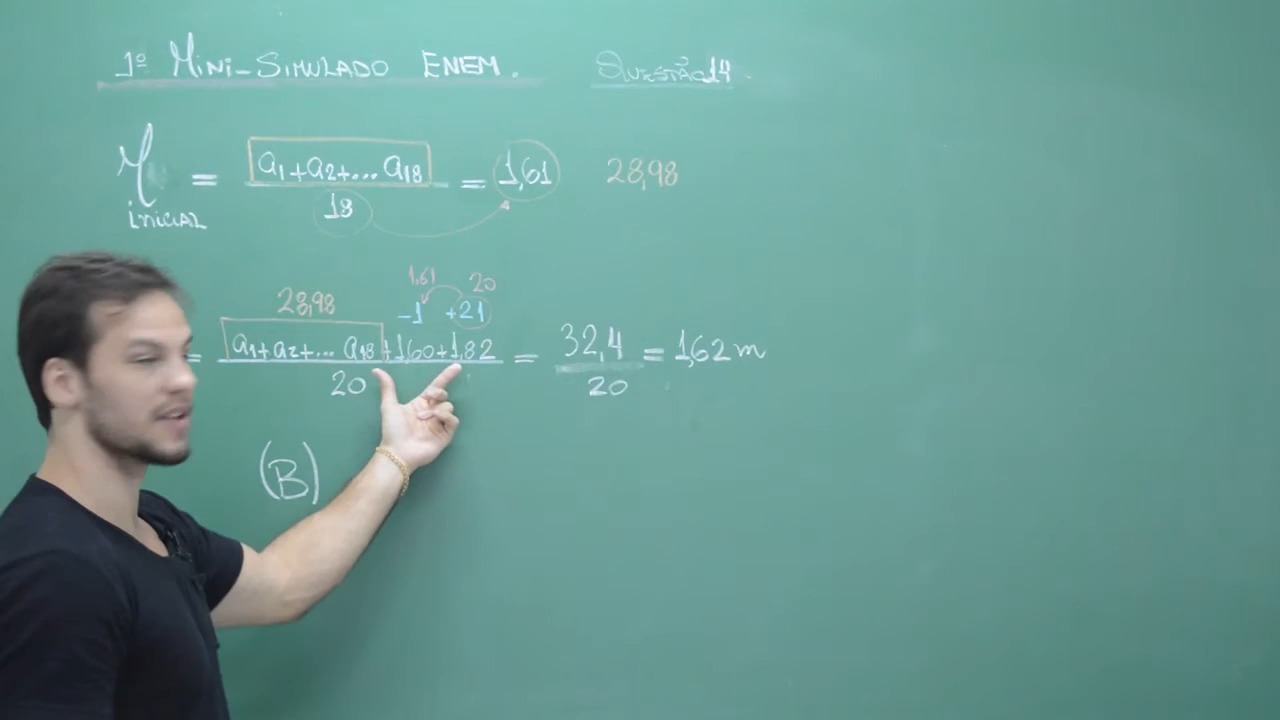 1º MINI-SIMULADO ENEM. QUESTÃO 14.
M inicial = a1+a2+... a18 / 18 = 1,61 28,98
1,61 20
28,98 -1 +21
= a1+a2+... a18 +1,60+1,82 / 20 = 32,4 / 20 = 1,62 m
(B)